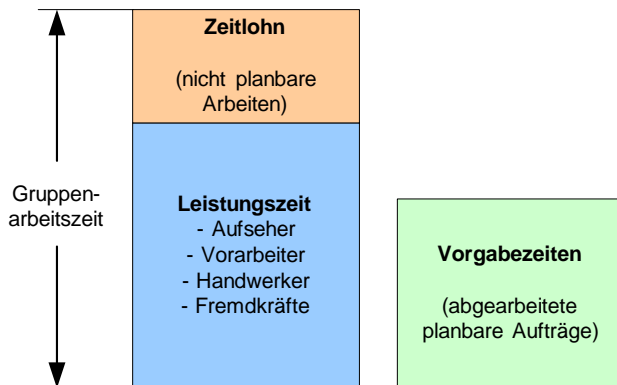 Zeitlohn
(nicht planbare
Arbeiten)
Gruppen-
arbeitszeit
Leistungszeit
- Aufseher
- Vorarbeiter
- Handwerker
- Fremdkräfte
Vorgabezeiten
(abgearbeitete
planbare Aufträge)